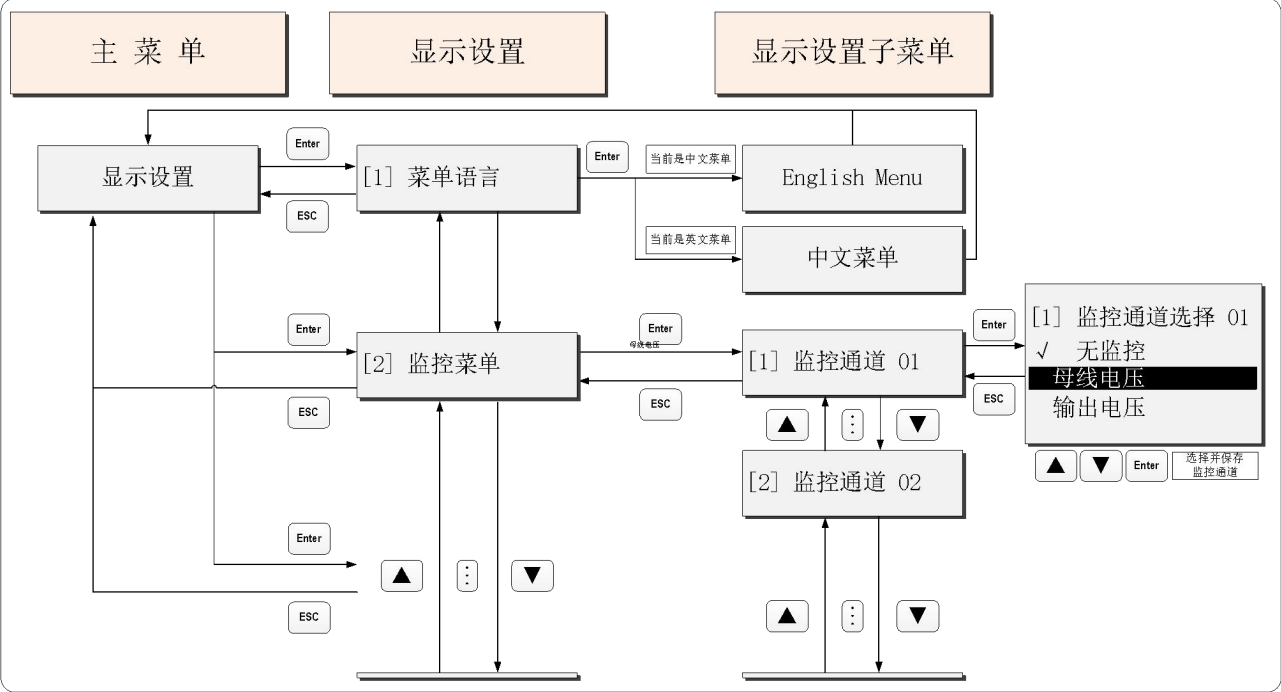 主 菜 单
显示设置
显示设置子菜单
显示设置
Enter
ESC
[1] 菜单语言
Enter
当前是中文菜单
English Menu
当前是英文菜单
中文菜单
Enter
ESC
[2] 监控菜单
Enter
母线电压
ESC
[1] 监控通道 01
Enter
ESC
[1] 监控通道选择 01
√ 无监控
母线电压
输出电压
▲ ▼ Enter
选择并保存
监控通道
▲ ⋮ ▼
[2] 监控通道 02
Enter
ESC
▲ ⋮ ▼
▲ ⋮ ▼